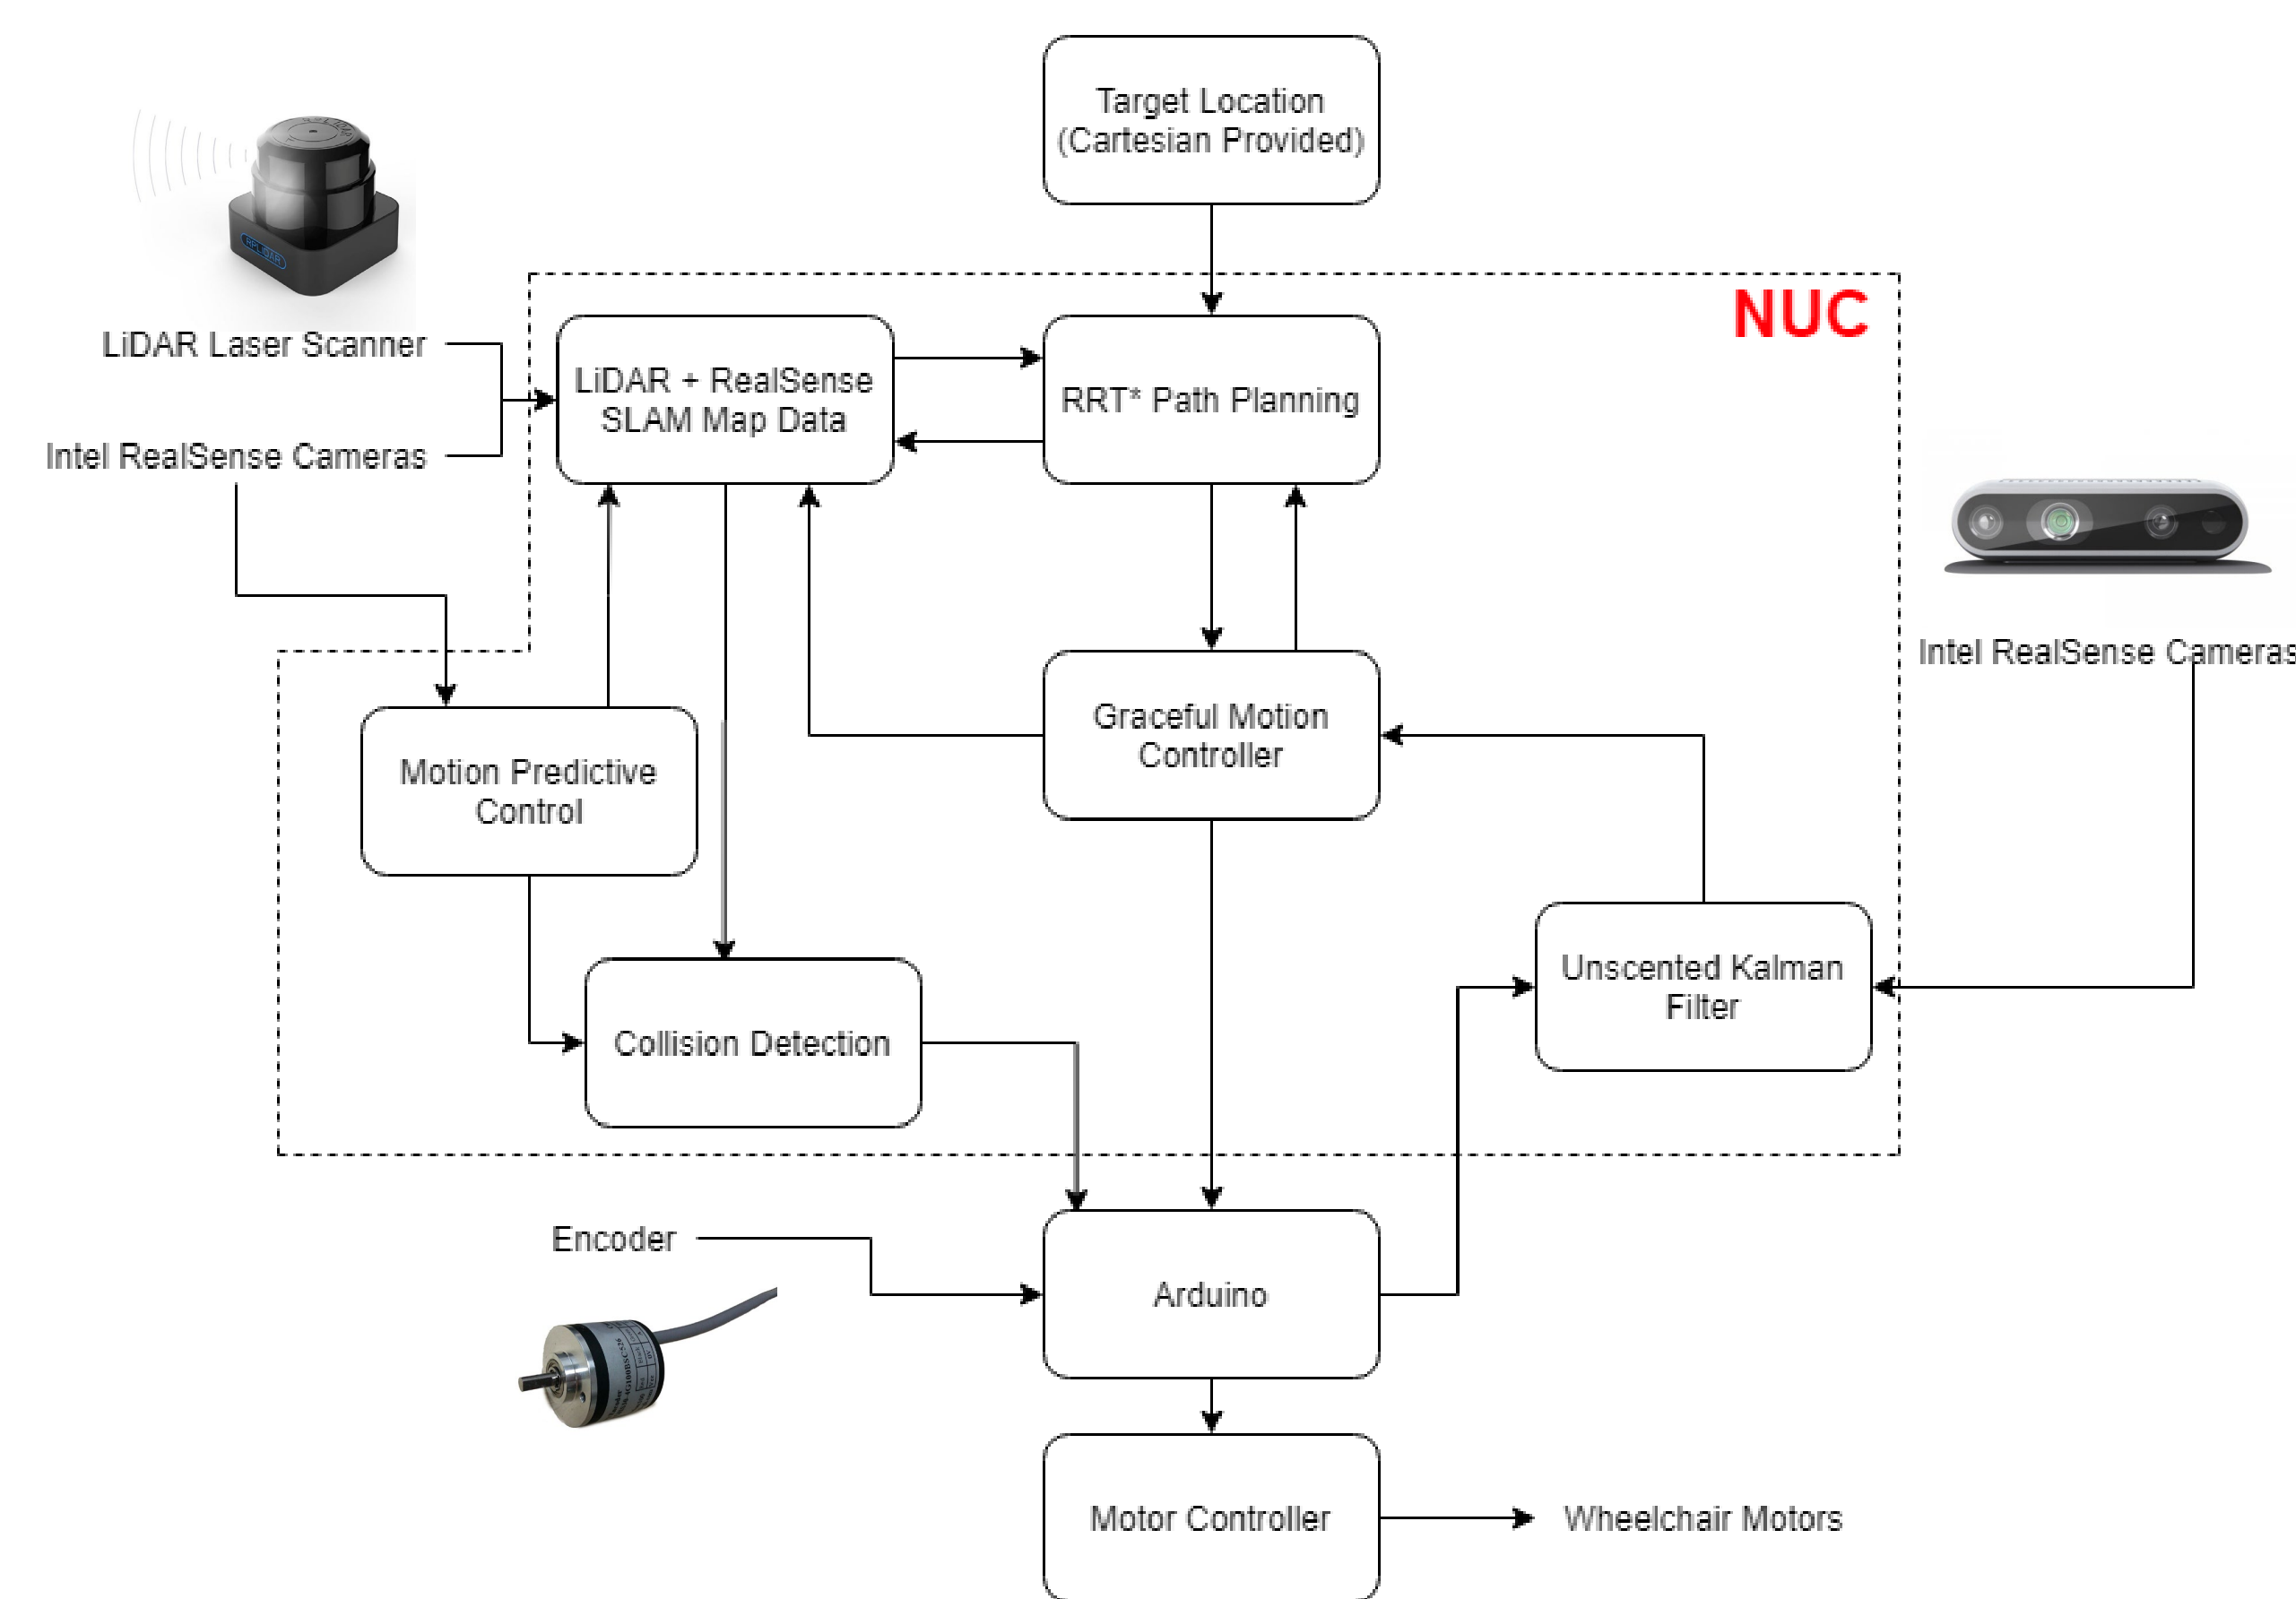 Target Location
(Cartesian Provided)
NUC
RPLIDAR
LiDAR Laser Scanner
LiDAR + RealSense
SLAM Map Data
RRT* Path Planning
Intel RealSense Cameras
Intel RealSense Cameras
Graceful Motion
Controller
Motion Predictive
Control
Unscented Kalman
Filter
Collision Detection
Encoder
Arduino
Motor Controller
Wheelchair Motors